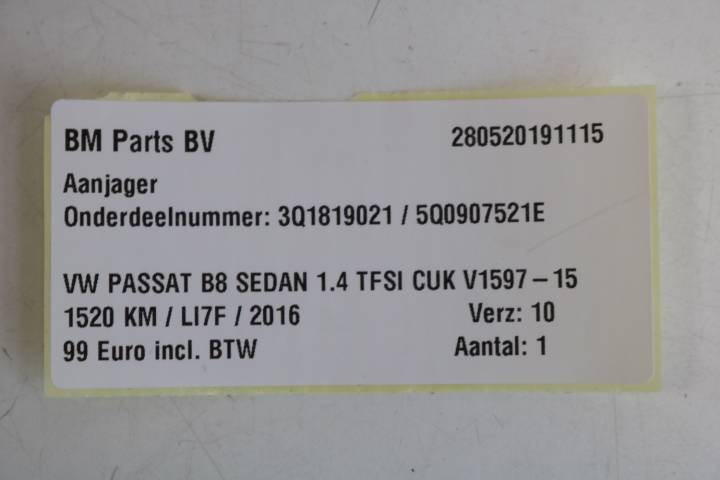 BM Parts BV 280520191115
Aanjager
Onderdeelnummer: 3Q1819021 / 5Q0907521E
VW PASSAT B8 SEDAN 1.4 TFSI CUK V1597 – 15
1520 KM / LI7F / 2016 Verz: 10
99 Euro incl. BTW Aantal: 1